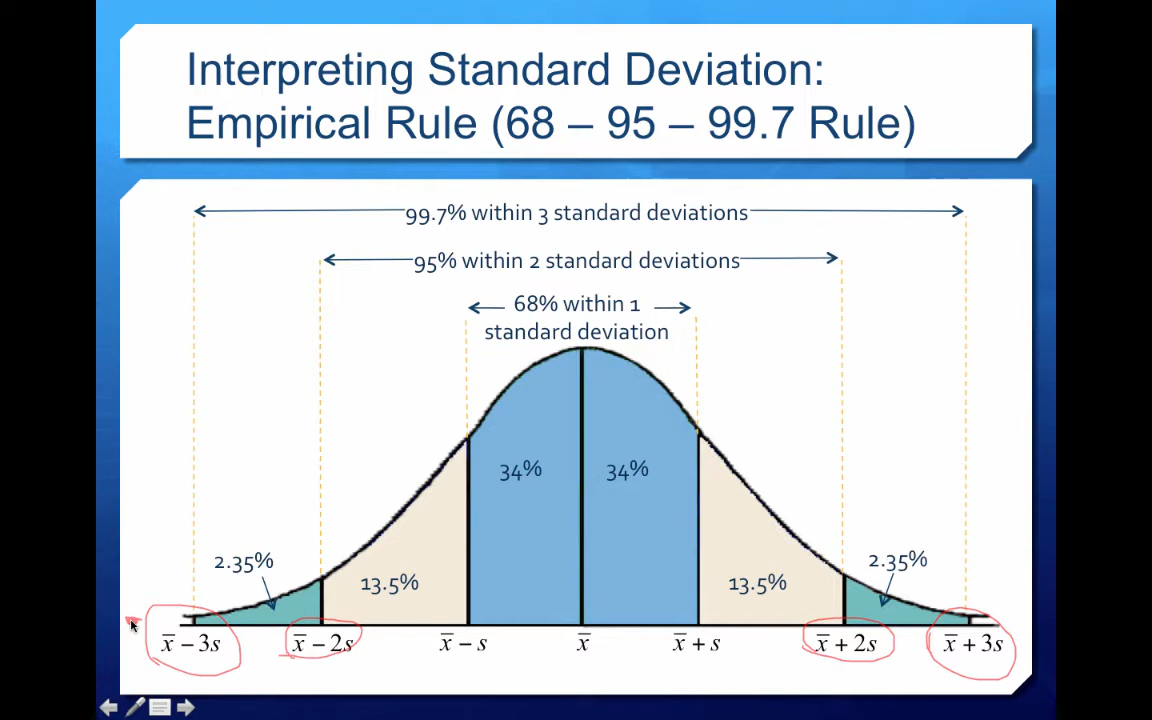 Interpreting Standard Deviation:
Empirical Rule (68 – 95 – 99.7 Rule)
99.7% within 3 standard deviations
95% within 2 standard deviations
68% within 1
standard deviation
34% 34%
2.35% 2.35%
13.5% 13.5%
x̅ − 3s x̅ − 2s x̅ − s x̅ x̅ + s x̅ + 2s x̅ + 3s